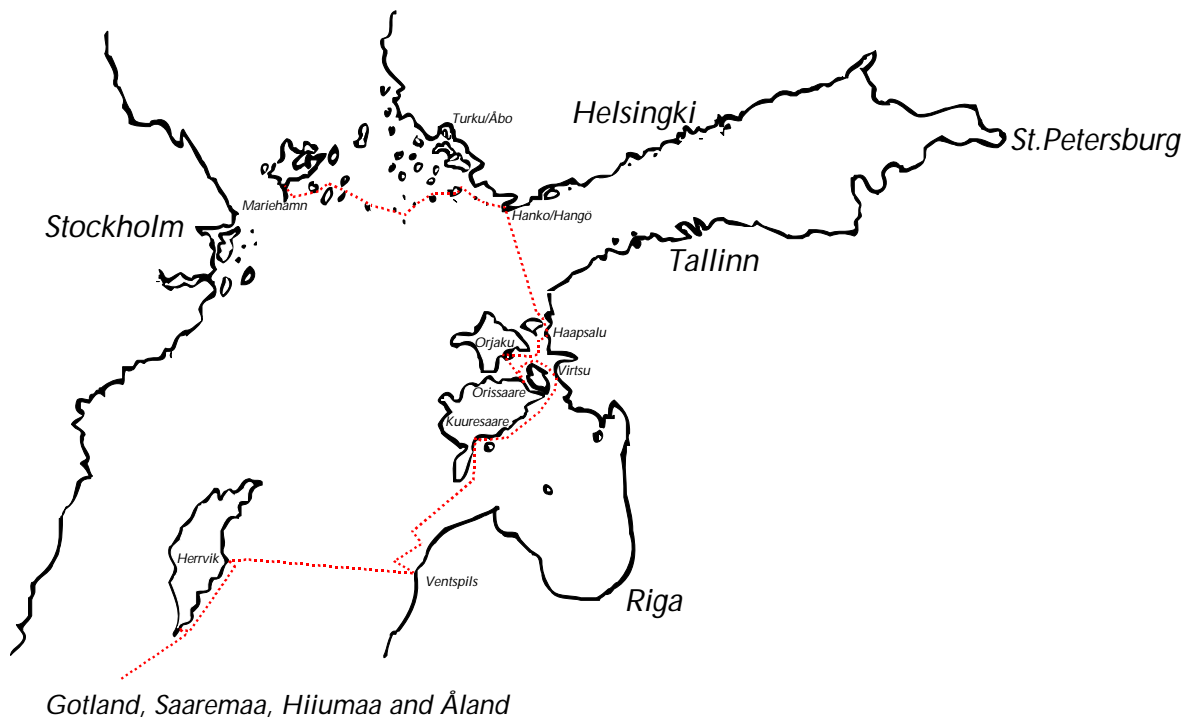 Helsingki
Turku/Åbo
St.Petersburg
Mariehamn
Stockholm
Hanko/Hangö
Tallinn
Haapsalu
Orjaku
Virtsu
Orissaare
Kuuresaare
Herrvik
Ventspils
Riga
Gotland, Saaremaa, Hiiumaa and Åland